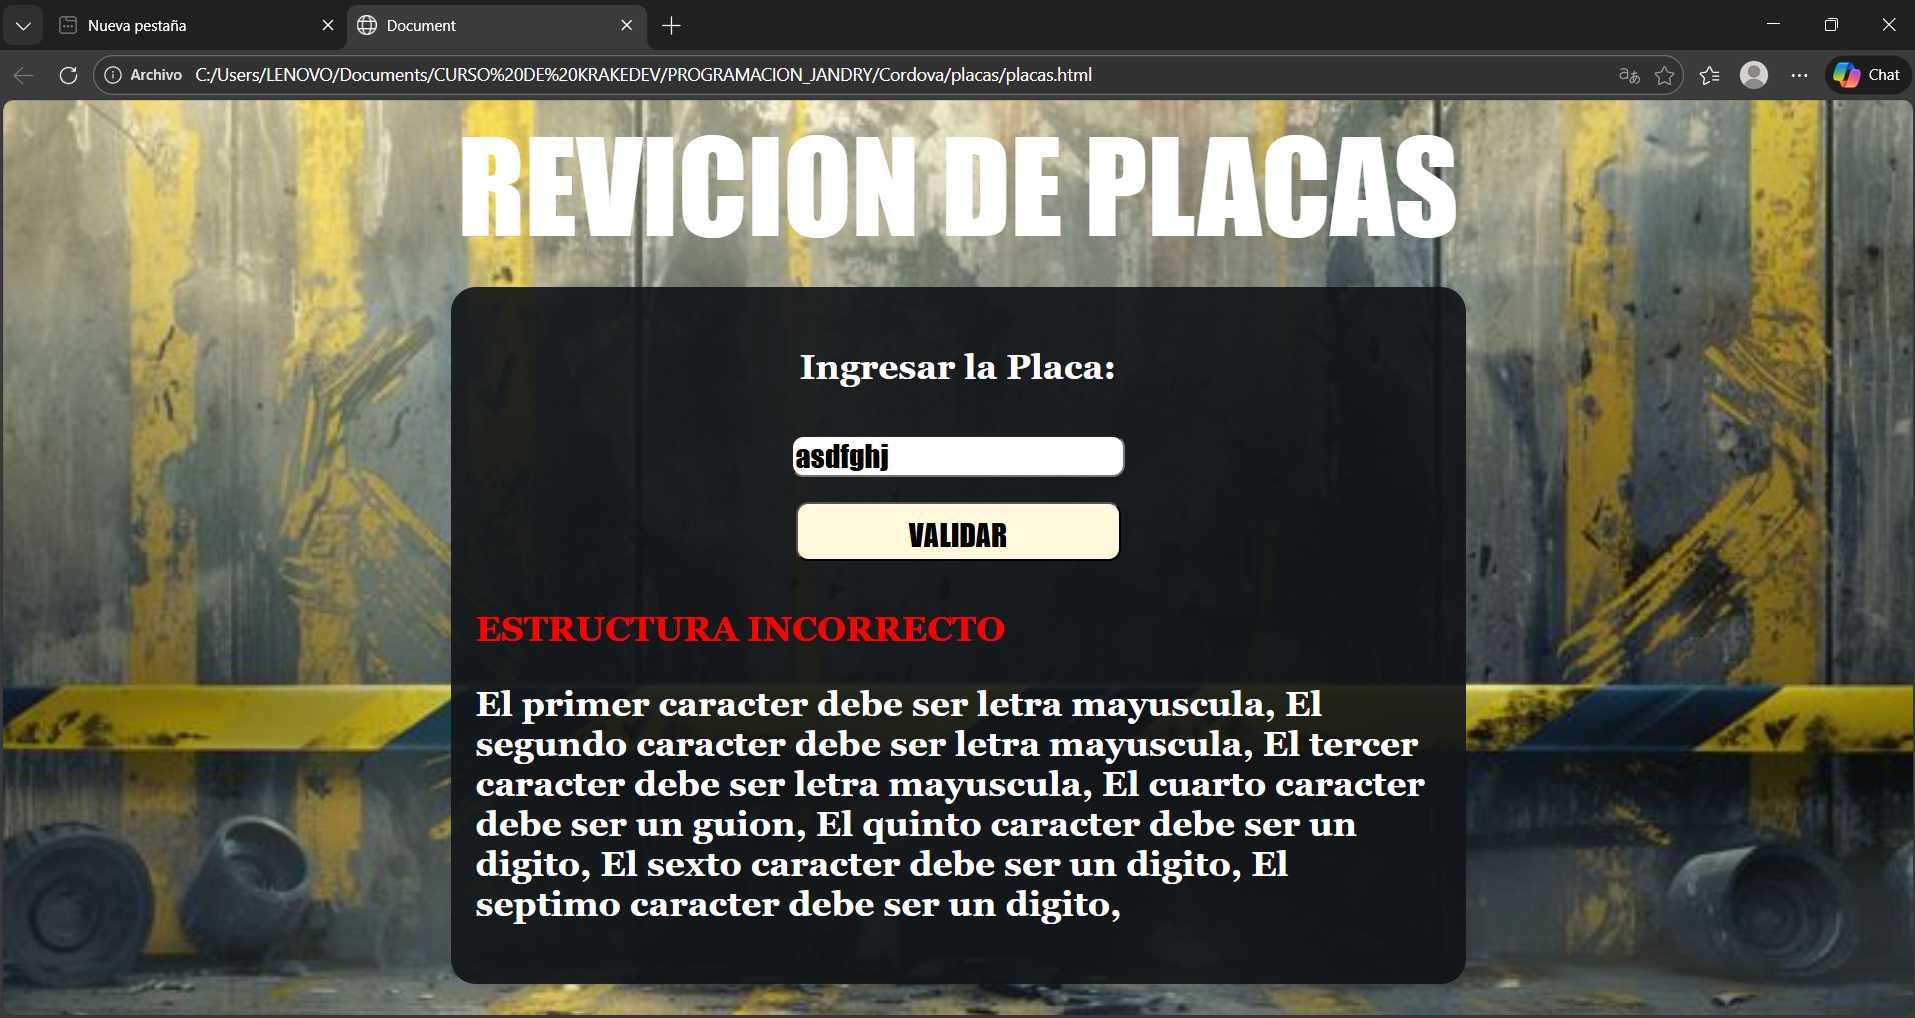 Nueva pestaña
Document
Archivo C:/Users/LENOVO/Documents/CURSO%20DE%20KRAKEDEV/PROGRAMACION_JANDRY/Cordova/placas/placas.html
Chat
REVICION DE PLACAS
Ingresar la Placa:
asdfghj
VALIDAR
ESTRUCTURA INCORRECTO
El primer caracter debe ser letra mayuscula, El
segundo caracter debe ser letra mayuscula, El tercer
caracter debe ser letra mayuscula, El cuarto caracter
debe ser un guion, El quinto caracter debe ser un
digito, El sexto caracter debe ser un digito, El
septimo caracter debe ser un digito,